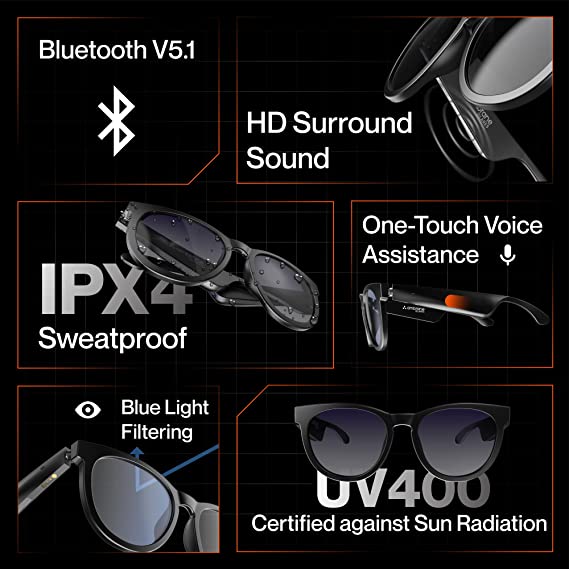 Bluetooth V5.1
HD Surround
Sound
IPX4
Sweatproof
One-Touch Voice
Assistance
Blue Light
Filtering
UV400
Certified against Sun Radiation